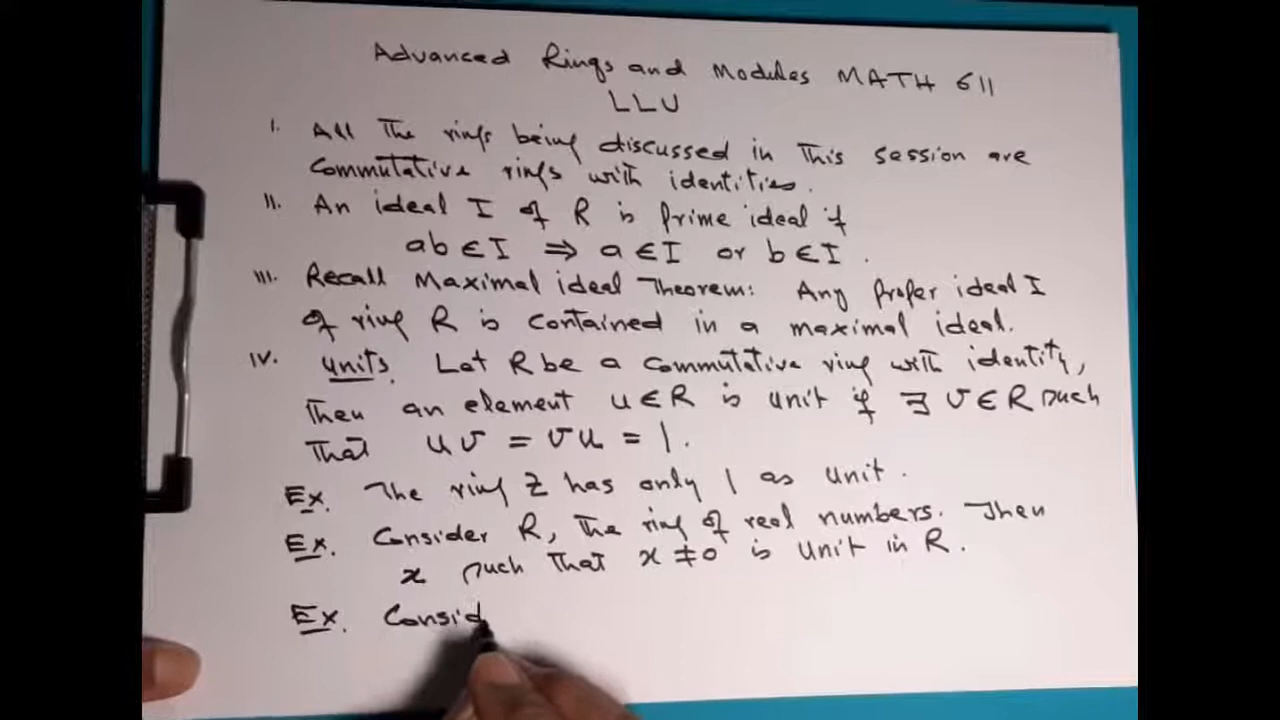 Advanced Rings and Modules MATH 611
LLU
I. All the rings being discussed in this session are
commutative rings with identities.
II. An ideal I of R is prime ideal if
ab ∈ I ⇒ a ∈ I or b ∈ I.
III. Recall Maximal ideal Theorem: Any proper ideal I
of ring R is contained in a maximal ideal.
IV. units. Let R be a commutative ring with identity,
Then an element u ∈ R is unit if ∃ v ∈ R such
that uv = vu = 1.
Ex. The ring Z has only 1 as unit.
Ex. Consider R, the ring of real numbers. Then
x such that x ≠ 0 is unit in R.
Ex. Consid